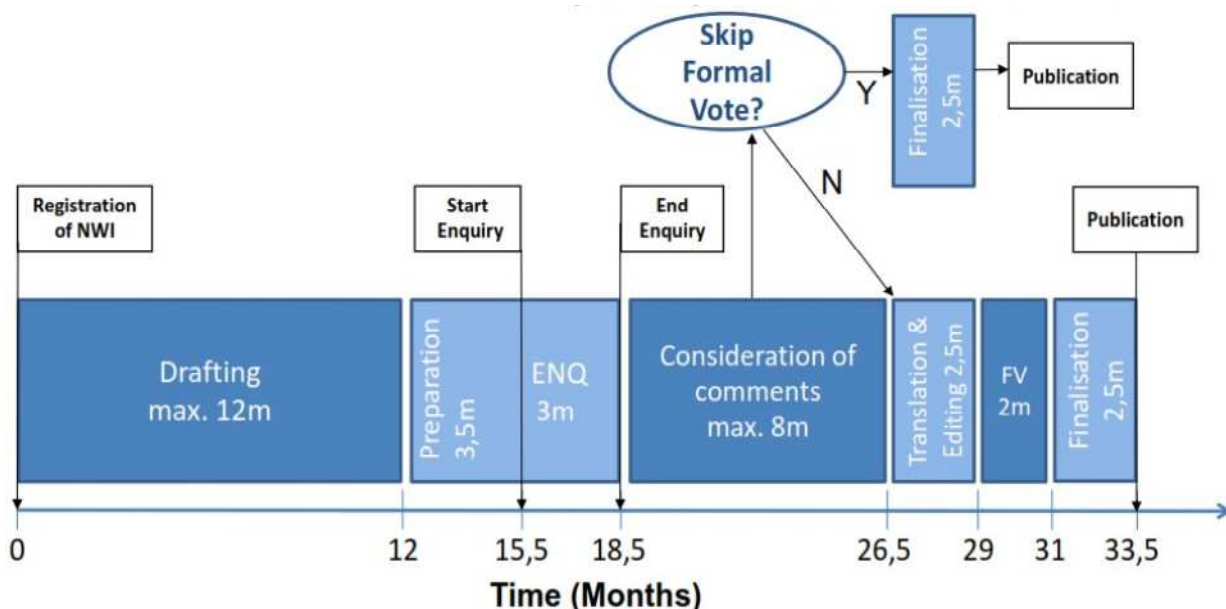 Skip
Formal
Vote?
Y
Finalisation
2,5m
Publication
N
Registration
of NWI
Start
Enquiry
End
Enquiry
Publication
Drafting
max. 12m
Preparation
3,5m
ENQ
3m
Consideration of
comments
max. 8m
Translation &
Editing 2,5m
FV
2m
Finalisation
2,5m
0
12
15,5
18,5
26,5
29
31
33,5
Time (Months)